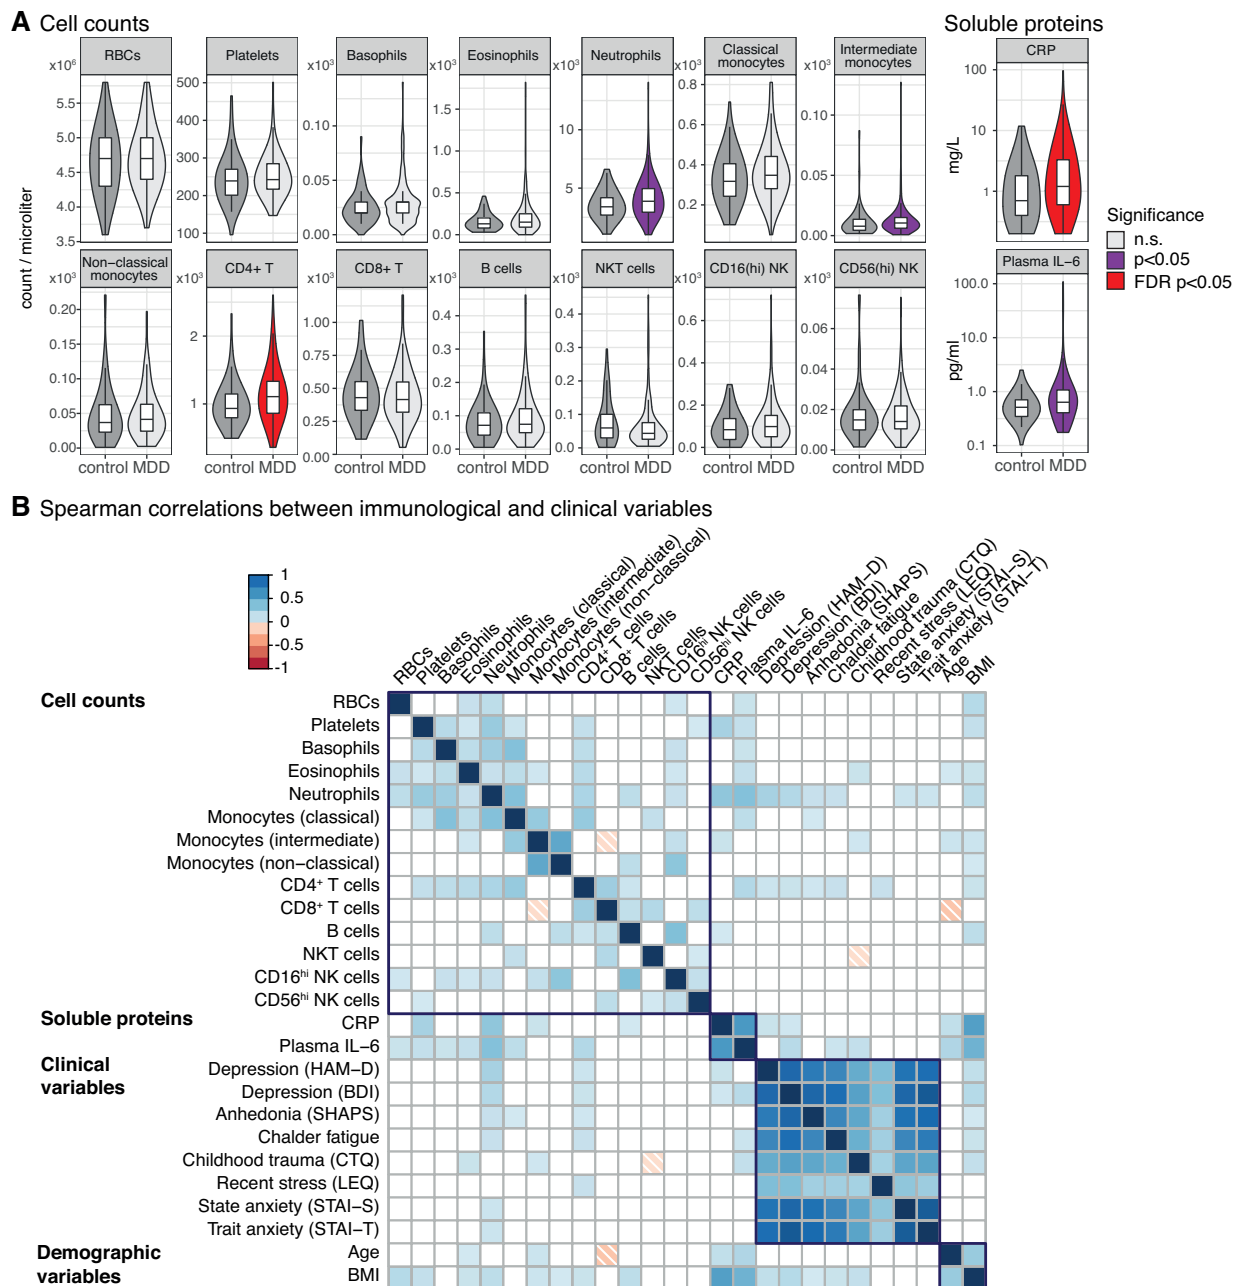 A Cell counts
Soluble proteins
RBCs
Platelets
Basophils
Eosinophils
Neutrophils
Classical
monocytes
Intermediate
monocytes
CRP
x10⁶
x10³
x10³
x10³
x10³
x10³
5.5
5.0
4.5
4.0
3.5
500
400
300
200
100
0.10
0.05
0.00
1.5
1.0
0.5
0.0
10
5
0.8
0.6
0.4
0.2
0.10
0.05
0.00
100
10
1
mg/L
count / microliter
Significance
n.s.
p<0.05
FDR p<0.05
Non−classical
monocytes
CD4+ T
CD8+ T
B cells
NKT cells
CD16(hi) NK
CD56(hi) NK
Plasma IL−6
x10³
x10³
x10³
x10³
x10³
x10³
x10³
0.20
0.15
0.10
0.05
0.00
2
1
1.00
0.75
0.50
0.25
0.00
0.4
0.3
0.2
0.1
0.0
0.4
0.3
0.2
0.1
0.0
0.6
0.4
0.2
0.0
0.06
0.04
0.02
0.00
100.0
10.0
1.0
0.1
pg/ml
control MDD
control MDD
control MDD
control MDD
control MDD
control MDD
control MDD
control MDD
B Spearman correlations between immunological and clinical variables
1
0.5
0
-0.5
-1
RBCs
Platelets
Basophils
Eosinophils
Neutrophils
Monocytes (classical)
Monocytes (intermediate)
Monocytes (non−classical)
CD4⁺ T cells
CD8⁺ T cells
B cells
NKT cells
CD16ʰⁱ NK cells
CD56ʰⁱ NK cells
CRP
Plasma IL−6
Depression (HAM−D)
Depression (BDI)
Anhedonia (SHAPS)
Chalder fatigue
Childhood trauma (CTQ)
Recent stress (LEQ)
State anxiety (STAI−S)
Trait anxiety (STAI−T)
Age
BMI
Cell counts
RBCs
Platelets
Basophils
Eosinophils
Neutrophils
Monocytes (classical)
Monocytes (intermediate)
Monocytes (non−classical)
CD4⁺ T cells
CD8⁺ T cells
B cells
NKT cells
CD16ʰⁱ NK cells
CD56ʰⁱ NK cells
Soluble proteins
CRP
Plasma IL−6
Clinical
variables
Depression (HAM−D)
Depression (BDI)
Anhedonia (SHAPS)
Chalder fatigue
Childhood trauma (CTQ)
Recent stress (LEQ)
State anxiety (STAI−S)
Trait anxiety (STAI−T)
Demographic
variables
Age
BMI